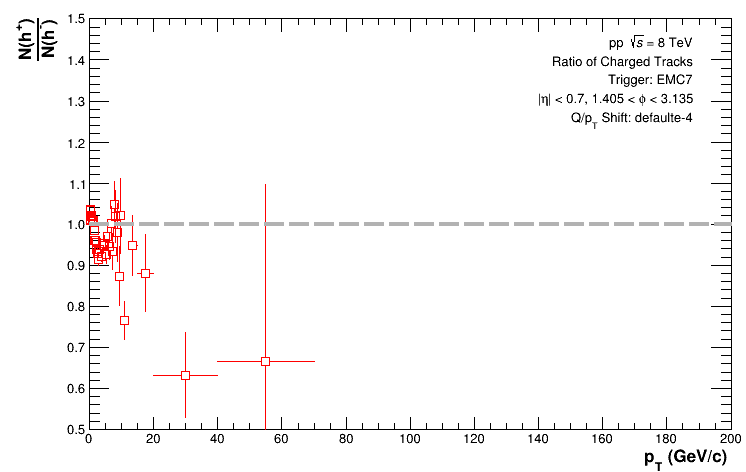 N(h⁺)
N(h⁻)
1.5
1.4
1.3
1.2
1.1
1.0
0.9
0.8
0.7
0.6
0.5
pp √s = 8 TeV
Ratio of Charged Tracks
Trigger: EMC7
|η| < 0.7, 1.405 < ϕ < 3.135
Q/p_T Shift: defaulte-4
0 20 40 60 80 100 120 140 160 180 200
p_T (GeV/c)